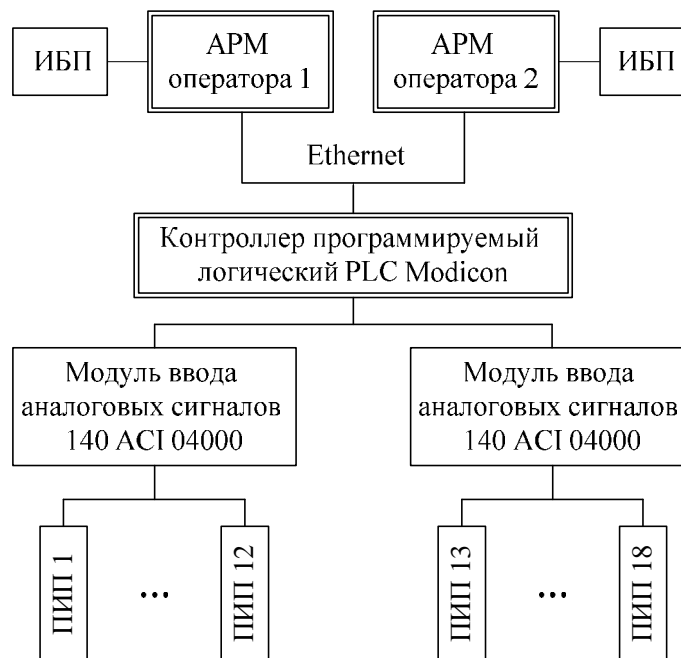 ИБП
АРМ
оператора 1
АРМ
оператора 2
ИБП
Ethernet
Контроллер программируемый
логический PLC Modicon
Модуль ввода
аналоговых сигналов
140 ACI 04000
Модуль ввода
аналоговых сигналов
140 ACI 04000
ПИП 1
...
ПИП 12
ПИП 13
...
ПИП 18